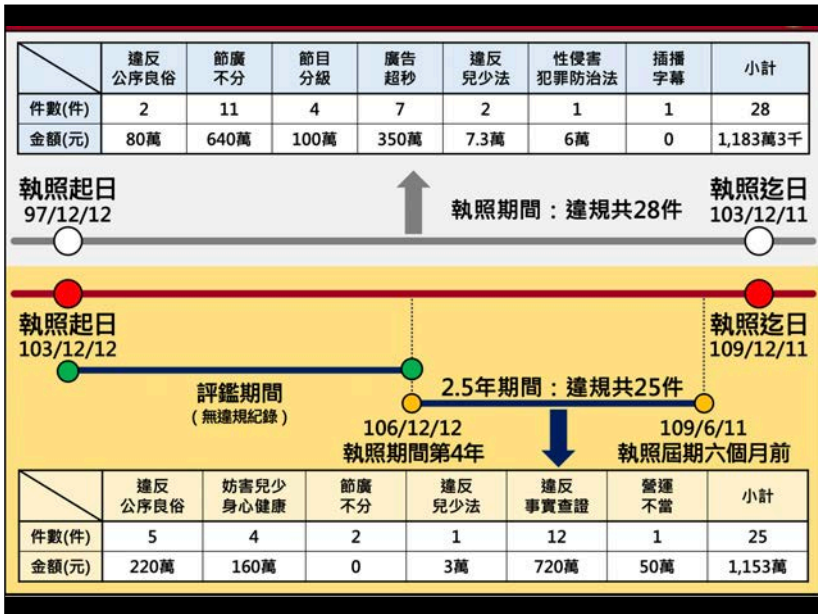 違反 節廣 節目 廣告 違反 性侵害 插播 小計
公序良俗 不分 分級 超秒 兒少法 犯罪防治法 字幕
件數(件) 2 11 4 7 2 1 1 28
金額(元) 80萬 640萬 100萬 350萬 7.3萬 6萬 0 1,183萬3千
執照起日
97/12/12
執照期間：違規共28件
執照迄日
103/12/11
執照起日
103/12/12
執照迄日
109/12/11
評鑑期間
(無違規紀錄)
2.5年期間：違規共25件
106/12/12
執照期間第4年
109/6/11
執照屆期六個月前
違反 妨害兒少 節廣 違反 違反 營運 小計
公序良俗 身心健康 不分 兒少法 事實查證 不當
件數(件) 5 4 2 1 12 1 25
金額(元) 220萬 160萬 0 3萬 720萬 50萬 1,153萬